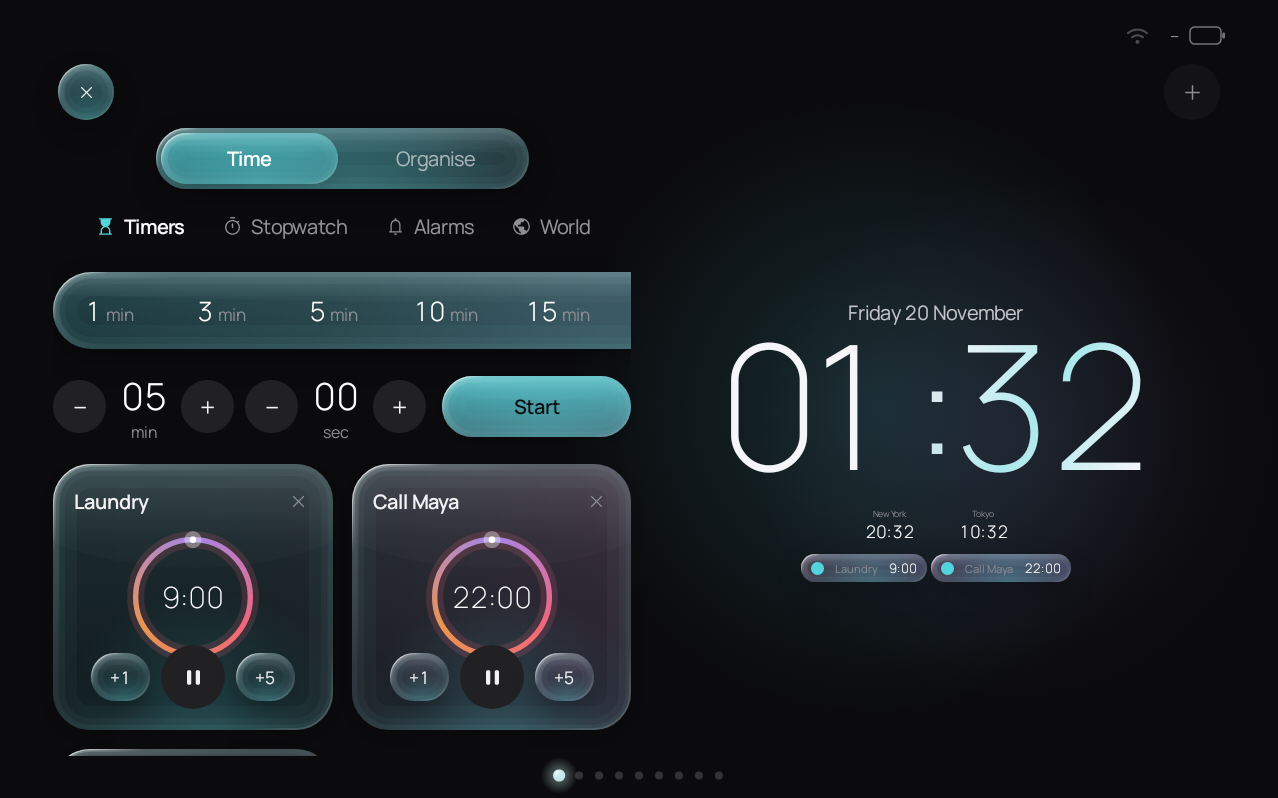 –
Time Organise
Timers Stopwatch Alarms World
1 min 3 min 5 min 10 min 15 min
05 min 00 sec Start
Laundry
9:00
+1 +5
Call Maya
22:00
+1 +5
Friday 20 November
01:32
New York Tokyo
20:32 10:32
Laundry 9:00 Call Maya 22:00